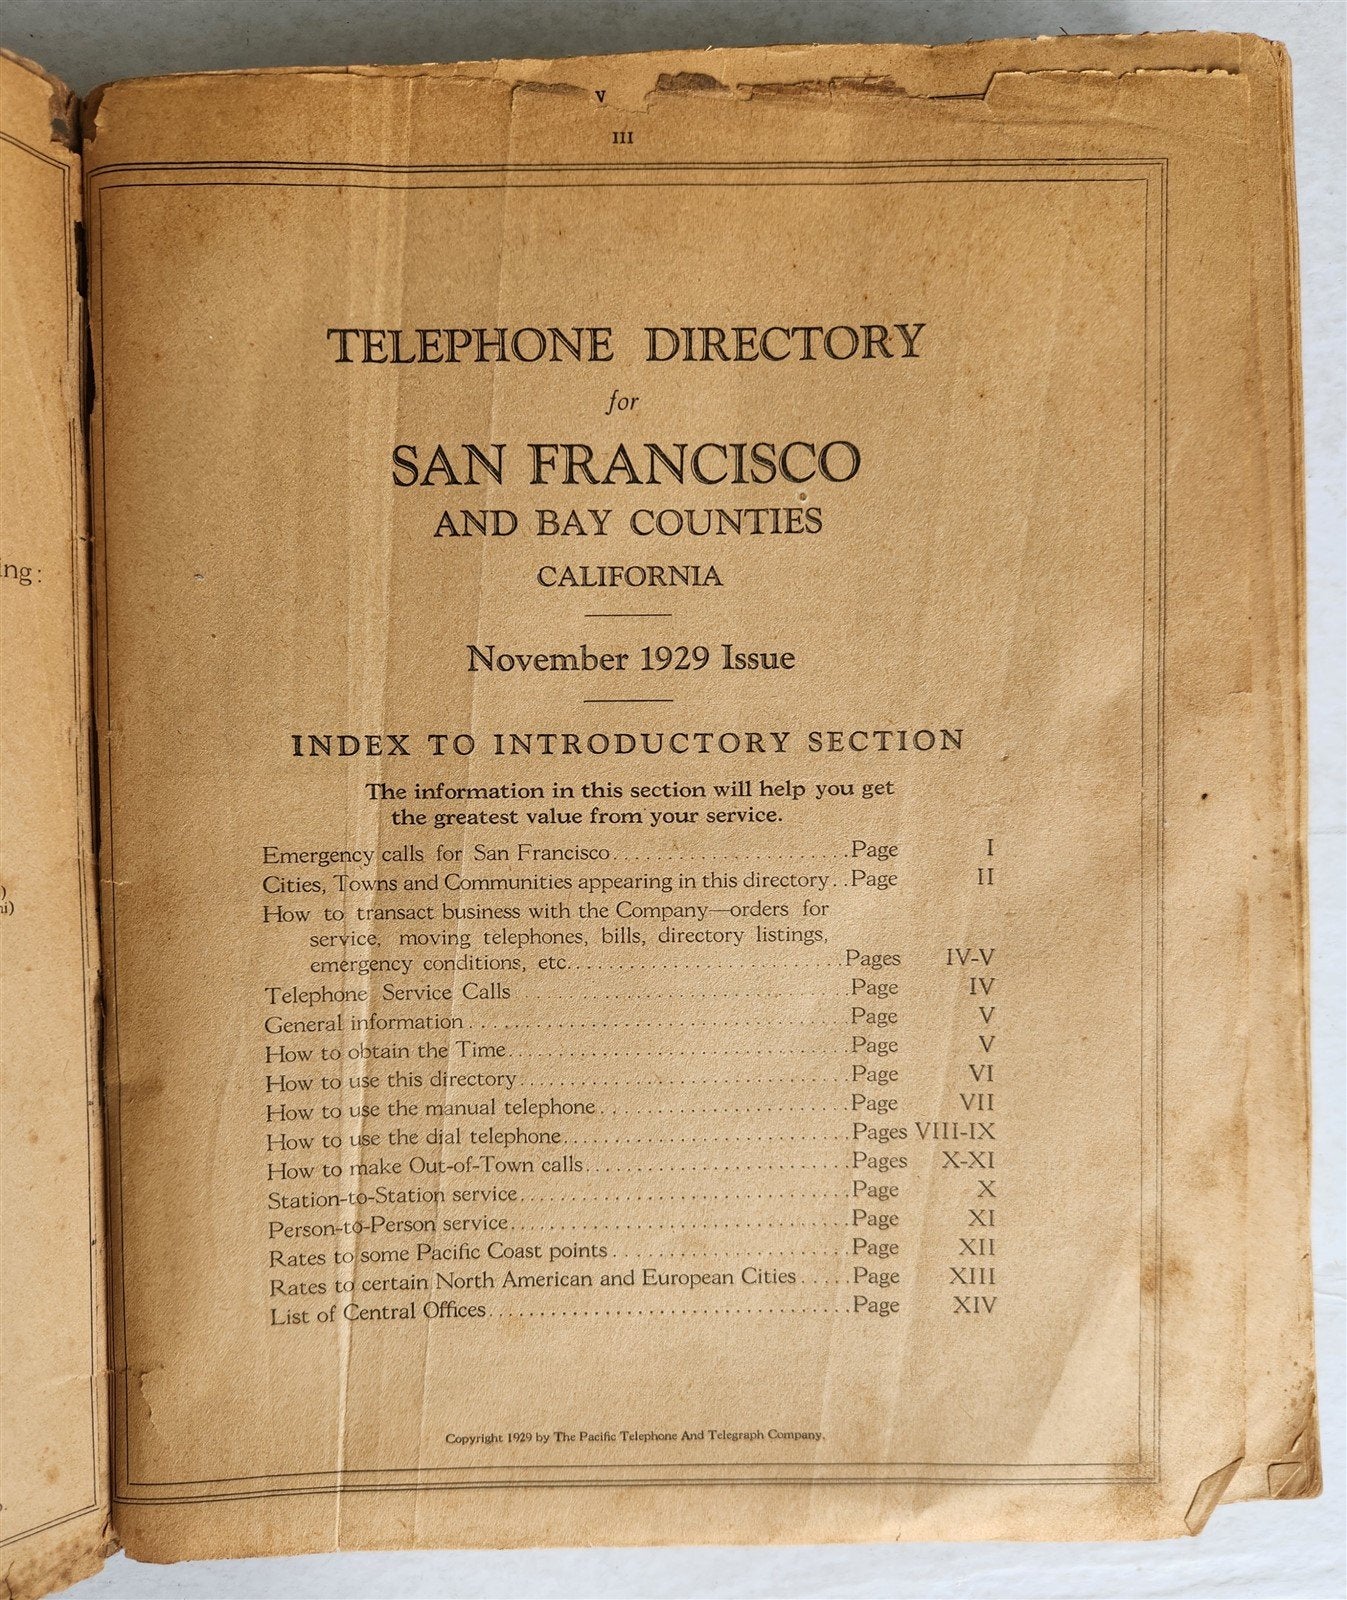 V
III
TELEPHONE DIRECTORY
for
SAN FRANCISCO
AND BAY COUNTIES
CALIFORNIA
November 1929 Issue
INDEX TO INTRODUCTORY SECTION
The information in this section will help you get
the greatest value from your service.
Emergency calls for San Francisco......................Page I
Cities, Towns and Communities appearing in this directory..Page II
How to transact business with the Company—orders for
service, moving telephones, bills, directory listings,
emergency conditions, etc..........................Pages IV-V
Telephone Service Calls..............................Page IV
General information..................................Page V
How to obtain the Time...............................Page V
How to use this directory..............................Page VI
How to use the manual telephone.......................Page VII
How to use the dial telephone..........................Pages VIII-IX
How to make Out-of-Town calls........................Pages X-XI
Station-to-Station service..............................Page X
Person-to-Person service...............................Page XI
Rates to some Pacific Coast points......................Page XII
Rates to certain North American and European Cities.....Page XIII
List of Central Offices.................................Page XIV
Copyright 1929 by The Pacific Telephone And Telegraph Company.
ing: